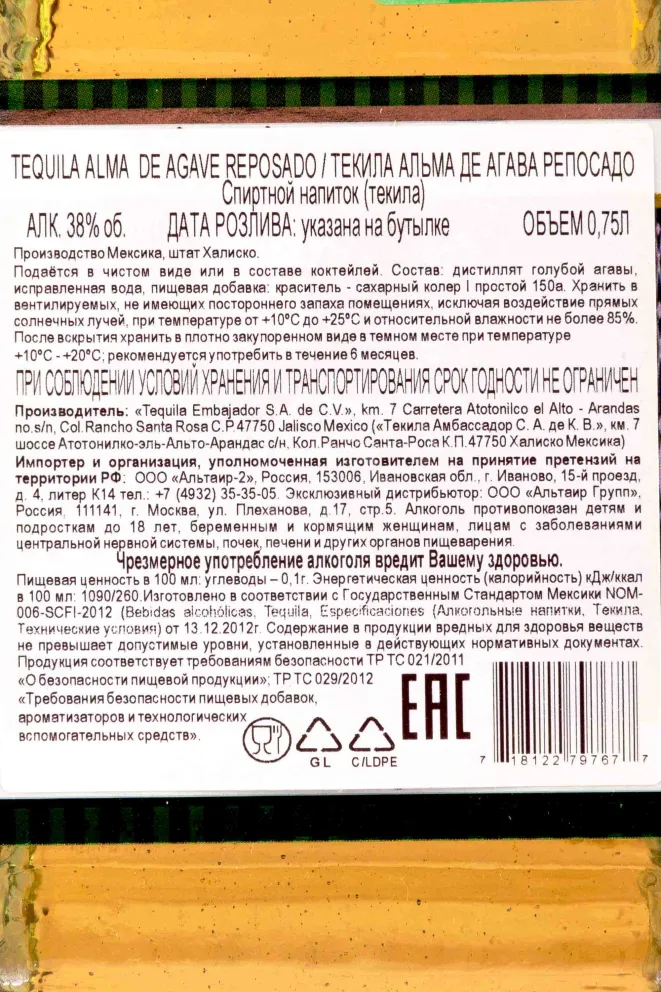 TEQUILA ALMA DE AGAVE REPOSADO / ТЕКИЛА АЛЬМА ДЕ АГАВА РЕПОСАДО
Спиртной напиток (текила)
АЛК. 38% об. ДАТА РОЗЛИВА: указана на бутылке ОБЪЕМ 0,75Л
Производство Мексика, штат Халиско.
Подаётся в чистом виде или в составе коктейлей. Состав: дистиллят голубой агавы,
исправленная вода, пищевая добавка: краситель - сахарный колер I простой 150а. Хранить в
вентилируемых, не имеющих постороннего запаха помещениях, исключая воздействие прямых
солнечных лучей, при температуре от +10°С до +25°С и относительной влажности не более 85%.
После вскрытия хранить в плотно закупоренном виде в темном месте при температуре
+10°С - +20°С; рекомендуется употребить в течение 6 месяцев.
ПРИ СОБЛЮДЕНИИ УСЛОВИЙ ХРАНЕНИЯ И ТРАНСПОРТИРОВАНИЯ СРОК ГОДНОСТИ НЕ ОГРАНИЧЕН
Производитель: «Tequila Embajador S.A. de C.V.», km. 7 Carretera Atotonilco el Alto - Arandas
no.s/n, Col.Rancho Santa Rosa C.P.47750 Jalisco Mexico («Текила Амбассадор С. А. де К. В.», км. 7
шоссе Атотонилко-эль-Альто-Арандас с/н, Кол.Ранчо Санта-Роса К.П.47750 Халиско Мексика)
Импортер и организация, уполномоченная изготовителем на принятие претензий на
территории РФ: ООО «Альтаир-2», Россия, 153006, Ивановская обл., г. Иваново, 15-й проезд,
д. 4, литер К14 тел.: +7 (4932) 35-35-05. Эксклюзивный дистрибьютор: ООО «Альтаир Групп»,
Россия, 111141, г. Москва, ул. Плеханова, д.17, стр.5. Алкоголь противопоказан детям и
подросткам до 18 лет, беременным и кормящим женщинам, лицам с заболеваниями
центральной нервной системы, почек, печени и других органов пищеварения.
Чрезмерное употребление алкоголя вредит Вашему здоровью.
Пищевая ценность в 100 мл: углеводы – 0,1г. Энергетическая ценность (калорийность) кДж/ккал
в 100 мл: 1090/260.Изготовлено в соответствии с Государственным Стандартом Мексики NOM-
006-SCFI-2012 (Bebidas alcohólicas, Tequila, Especificaciones (Алкогольные напитки, Текила,
Технические условия) от 13.12.2012г. Содержание в продукции вредных для здоровья веществ
не превышает допустимые уровни, установленные в действующих нормативных документах.
Продукция соответствует требованиям безопасности ТР ТС 021/2011
«О безопасности пищевой продукции»; ТР ТС 029/2012
«Требования безопасности пищевых добавок,
ароматизаторов и технологических
вспомогательных средств».
GL C/LDPE
EAC
7 18122 79767 7